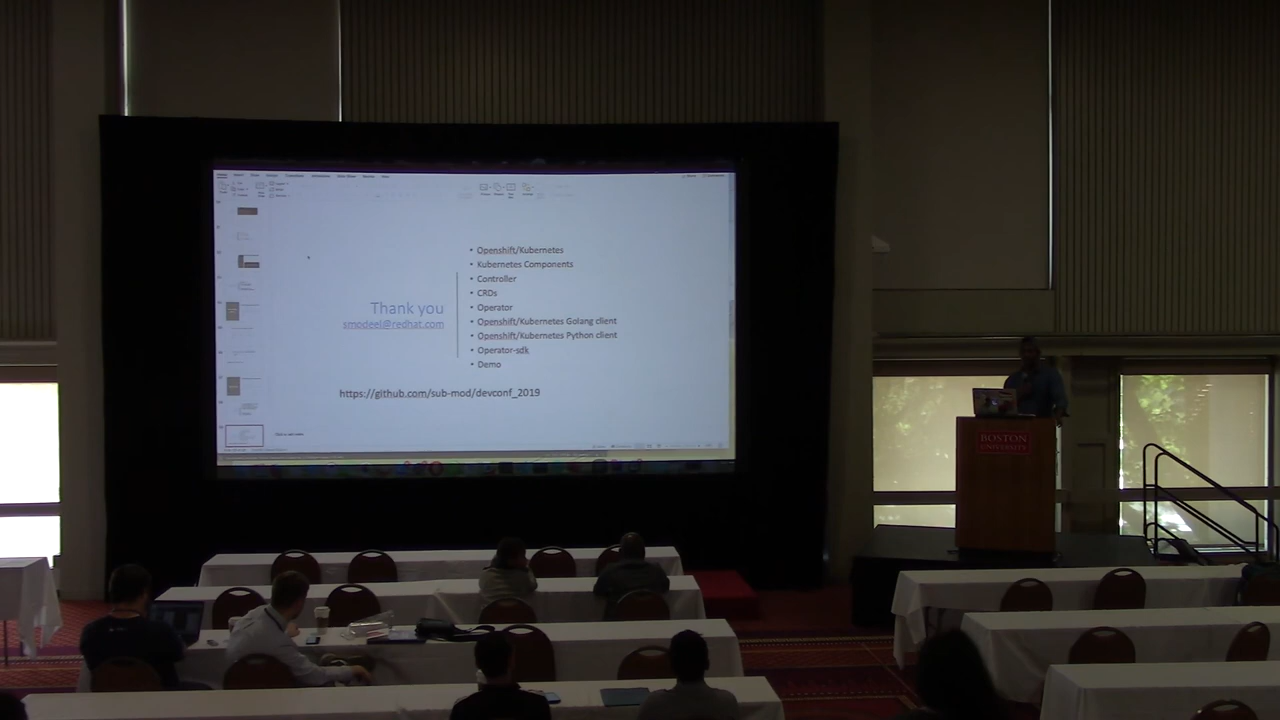 Thank you
smodeel@redhat.com
• Openshift/Kubernetes
• Kubernetes Components
• Controller
• CRDs
• Operator
• Openshift/Kubernetes Golang client
• Openshift/Kubernetes Python client
• Operator-sdk
• Demo
https://github.com/sub-mod/devconf_2019
BOSTON
UNIVERSITY